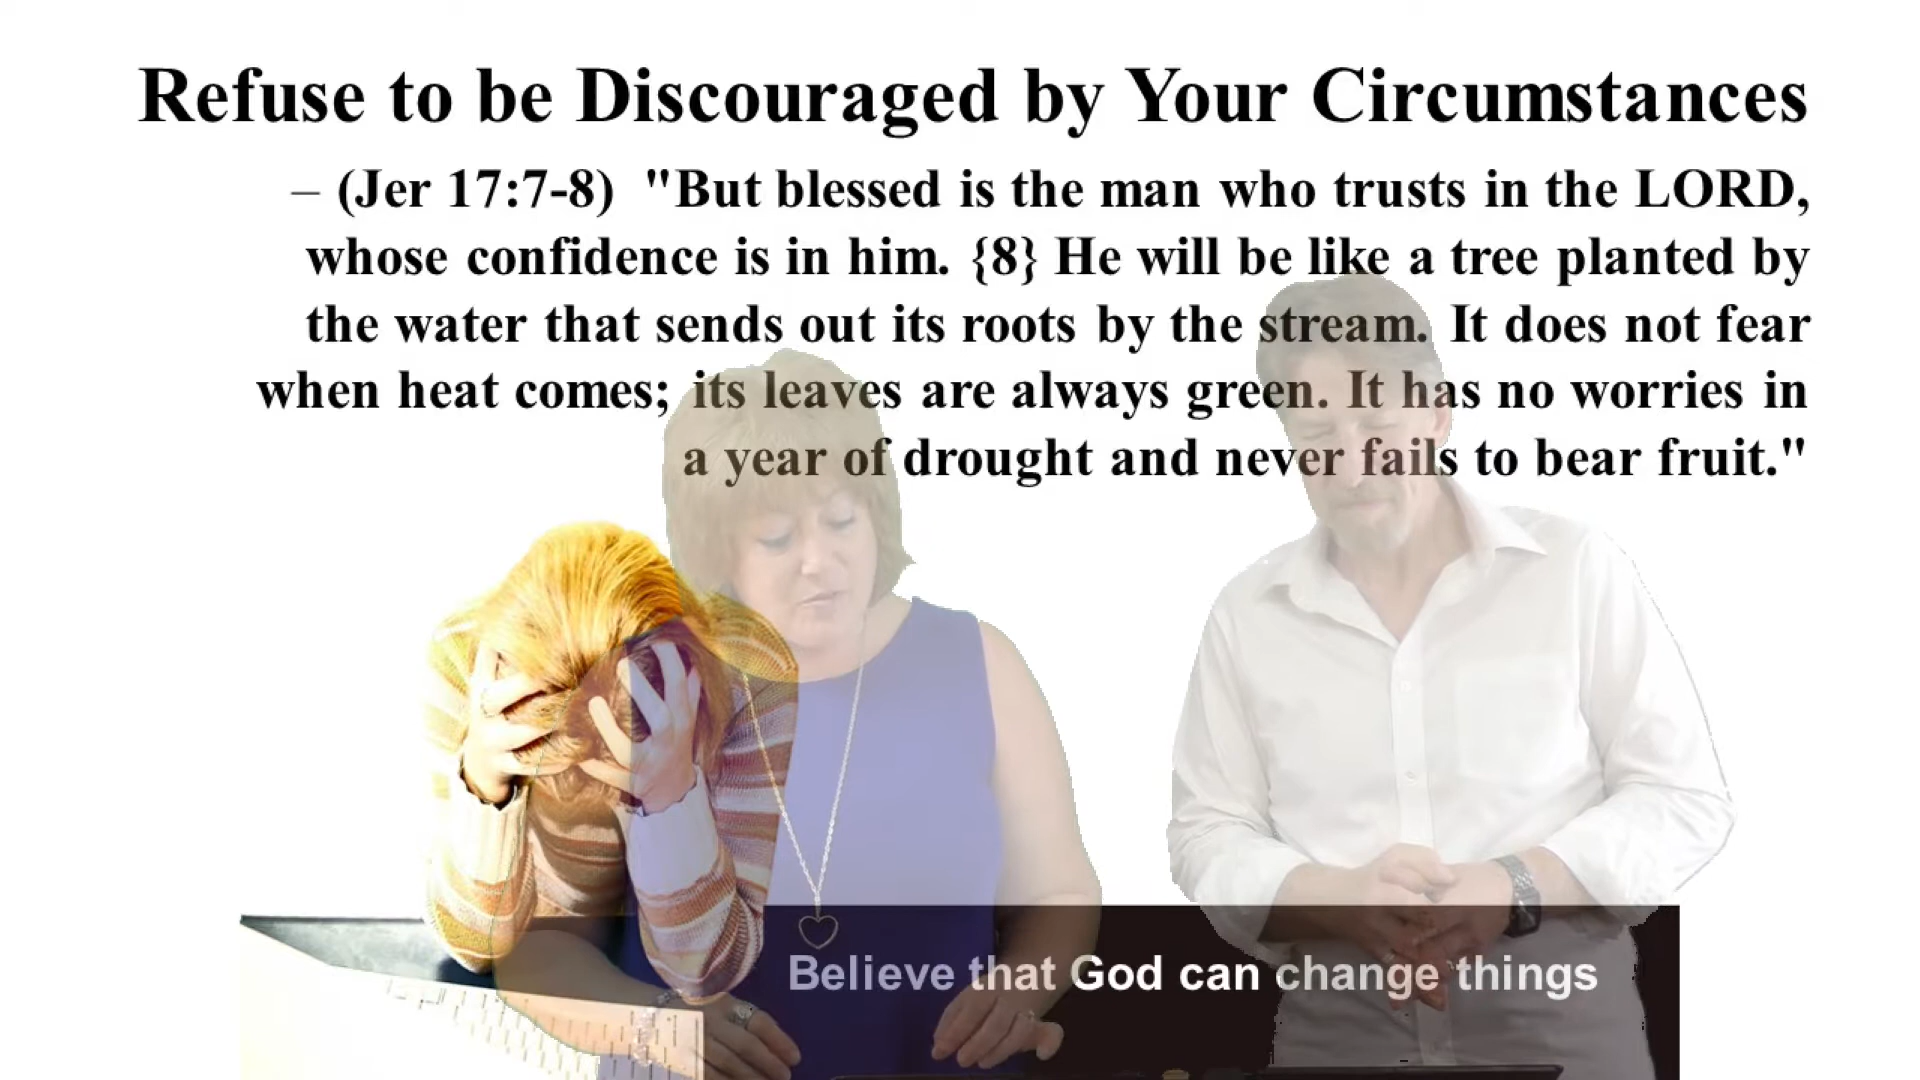 Refuse to be Discouraged by Your Circumstances
– (Jer 17:7-8) "But blessed is the man who trusts in the LORD,
whose confidence is in him. {8} He will be like a tree planted by
the water that sends out its roots by the stream. It does not fear
when heat comes; its leaves are always green. It has no worries in
a year of drought and never fails to bear fruit."
Believe that God can change things